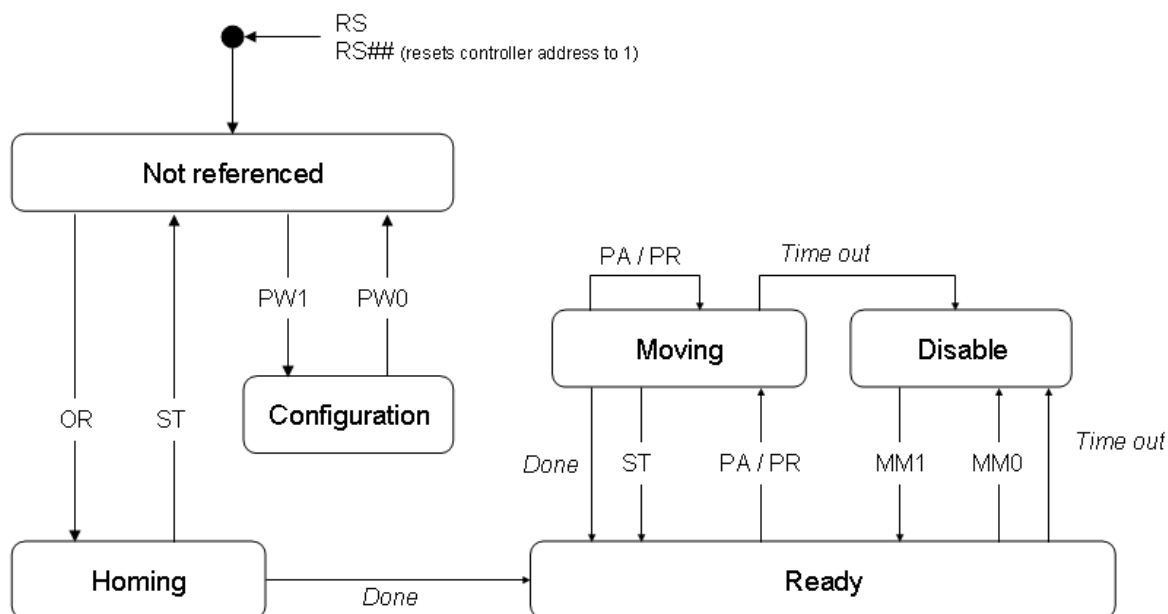 RS
RS## (resets controller address to 1)
Not referenced
PA / PR
Time out
PW1
PW0
Moving
Disable
Configuration
OR
ST
Done
ST
PA / PR
MM1
MM0
Time out
Homing
Done
Ready